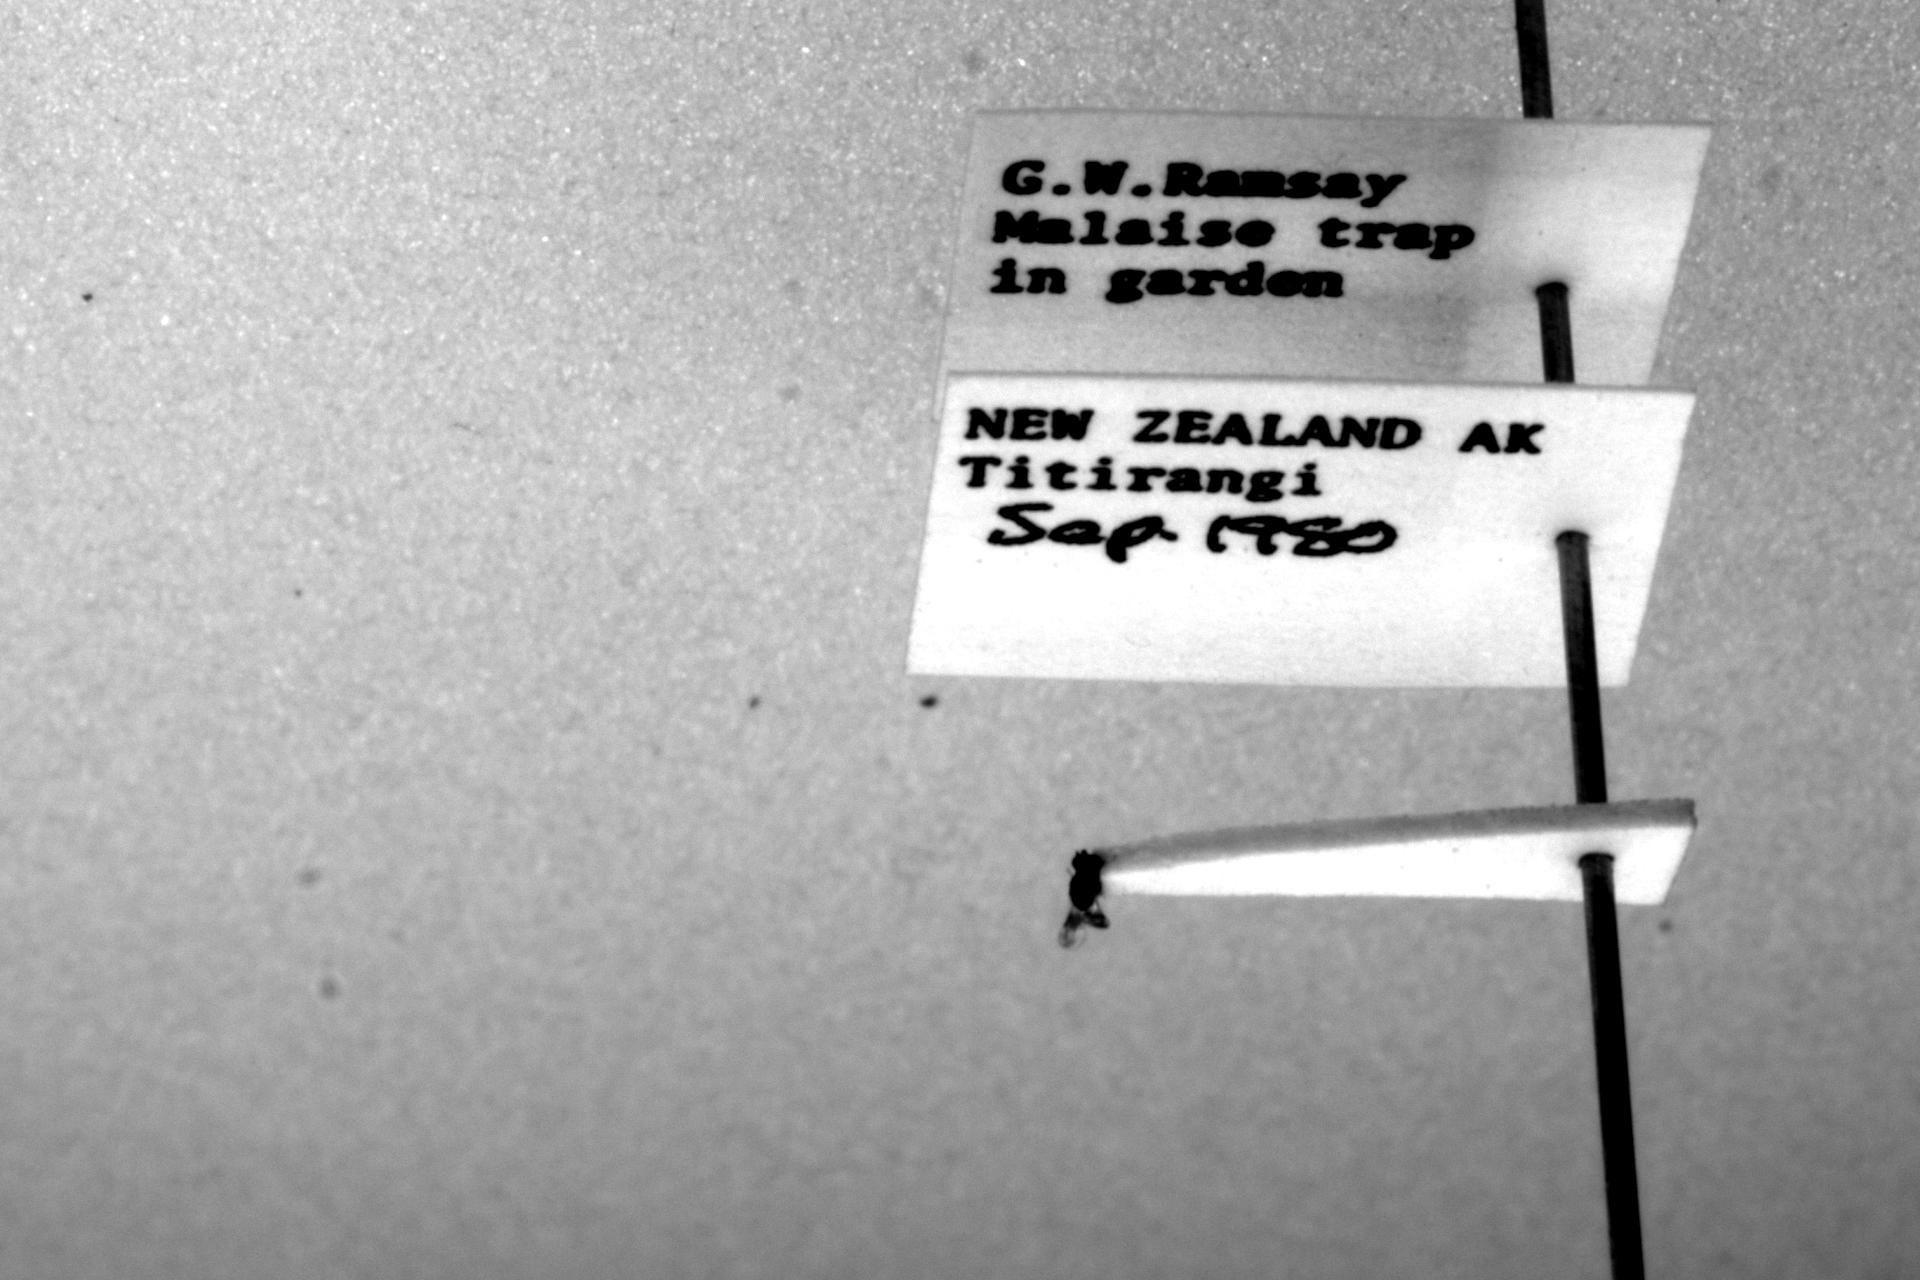 G.W.Ramsay
Malaise trap
in garden
NEW ZEALAND AK
Titirangi
Sep. 1980